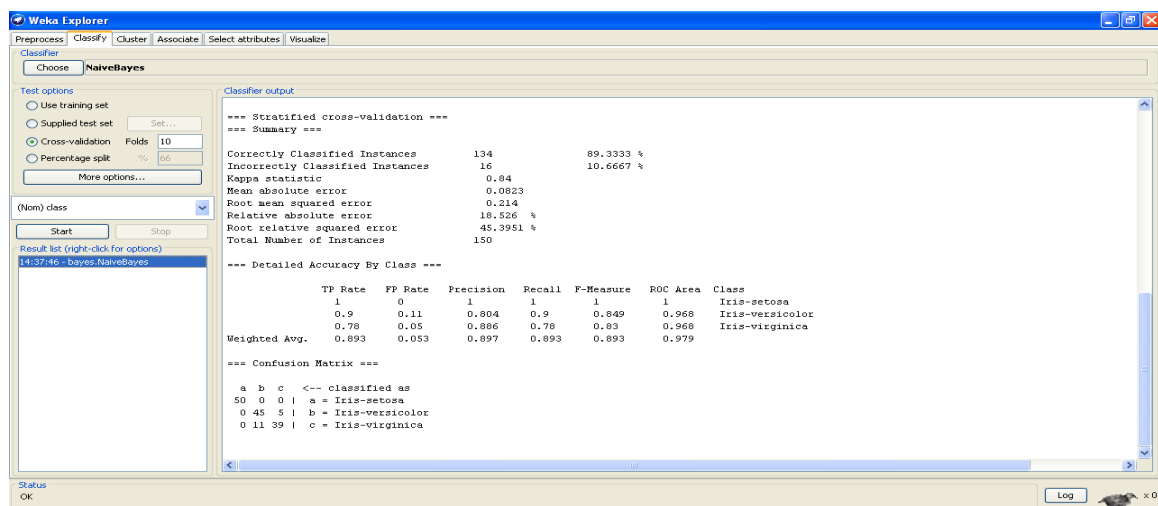 Weka Explorer
Preprocess Classify Cluster Associate Select attributes Visualize
Classifier
Choose NaiveBayes
Test options
Use training set
Supplied test set Set...
Cross-validation Folds 10
Percentage split % 66
More options...
(Nom) class
Start Stop
Result list (right-click for options)
14:37:46 - bayes.NaiveBayes
Classifier output
=== Stratified cross-validation ===
=== Summary ===
Correctly Classified Instances 134 89.3333 %
Incorrectly Classified Instances 16 10.6667 %
Kappa statistic 0.84
Mean absolute error 0.0823
Root mean squared error 0.214
Relative absolute error 18.526 %
Root relative squared error 45.3951 %
Total Number of Instances 150
=== Detailed Accuracy By Class ===
TP Rate FP Rate Precision Recall F-Measure ROC Area Class
1 0 1 1 1 1 Iris-setosa
0.9 0.11 0.804 0.9 0.849 0.968 Iris-versicolor
0.78 0.05 0.886 0.78 0.83 0.968 Iris-virginica
Weighted Avg. 0.893 0.053 0.897 0.893 0.893 0.979
=== Confusion Matrix ===
a b c <-- classified as
50 0 0 | a = Iris-setosa
0 45 5 | b = Iris-versicolor
0 11 39 | c = Iris-virginica
Status
OK
Log x 0